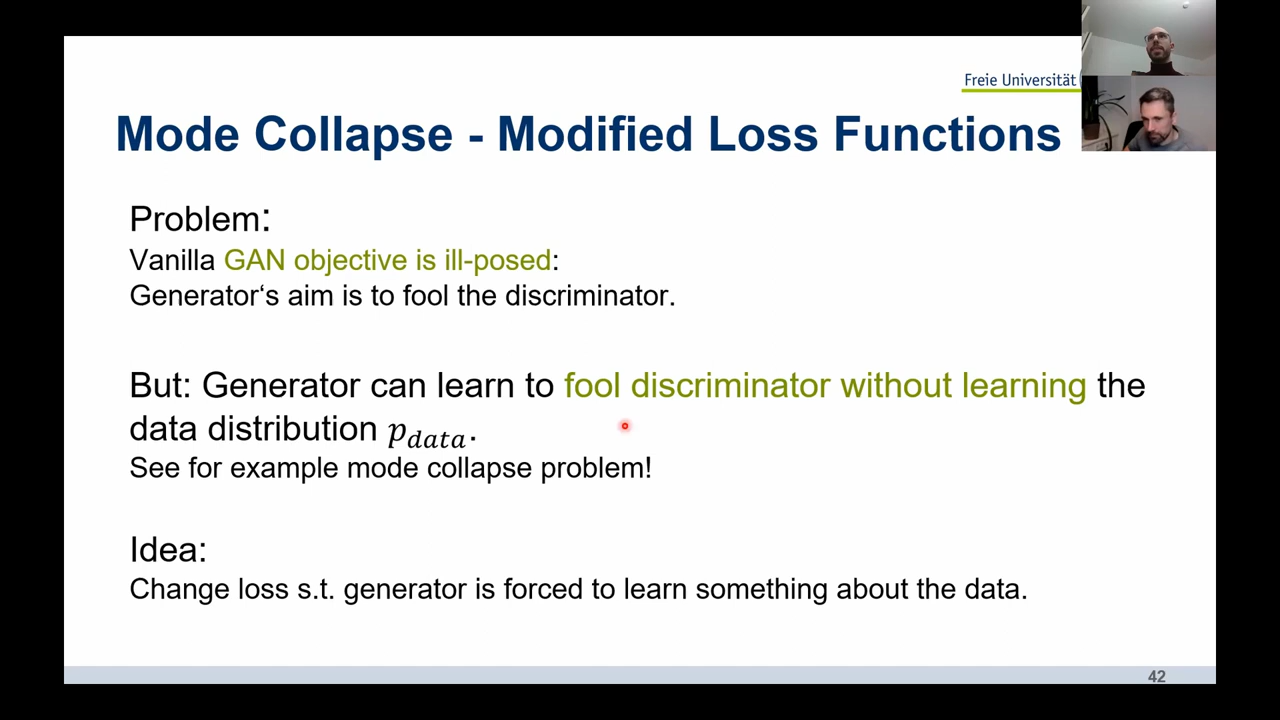 Freie Universität
Mode Collapse - Modified Loss Functions
Problem:
Vanilla GAN objective is ill-posed:
Generator‘s aim is to fool the discriminator.
But: Generator can learn to fool discriminator without learning the
data distribution p_data.
See for example mode collapse problem!
Idea:
Change loss s.t. generator is forced to learn something about the data.
42